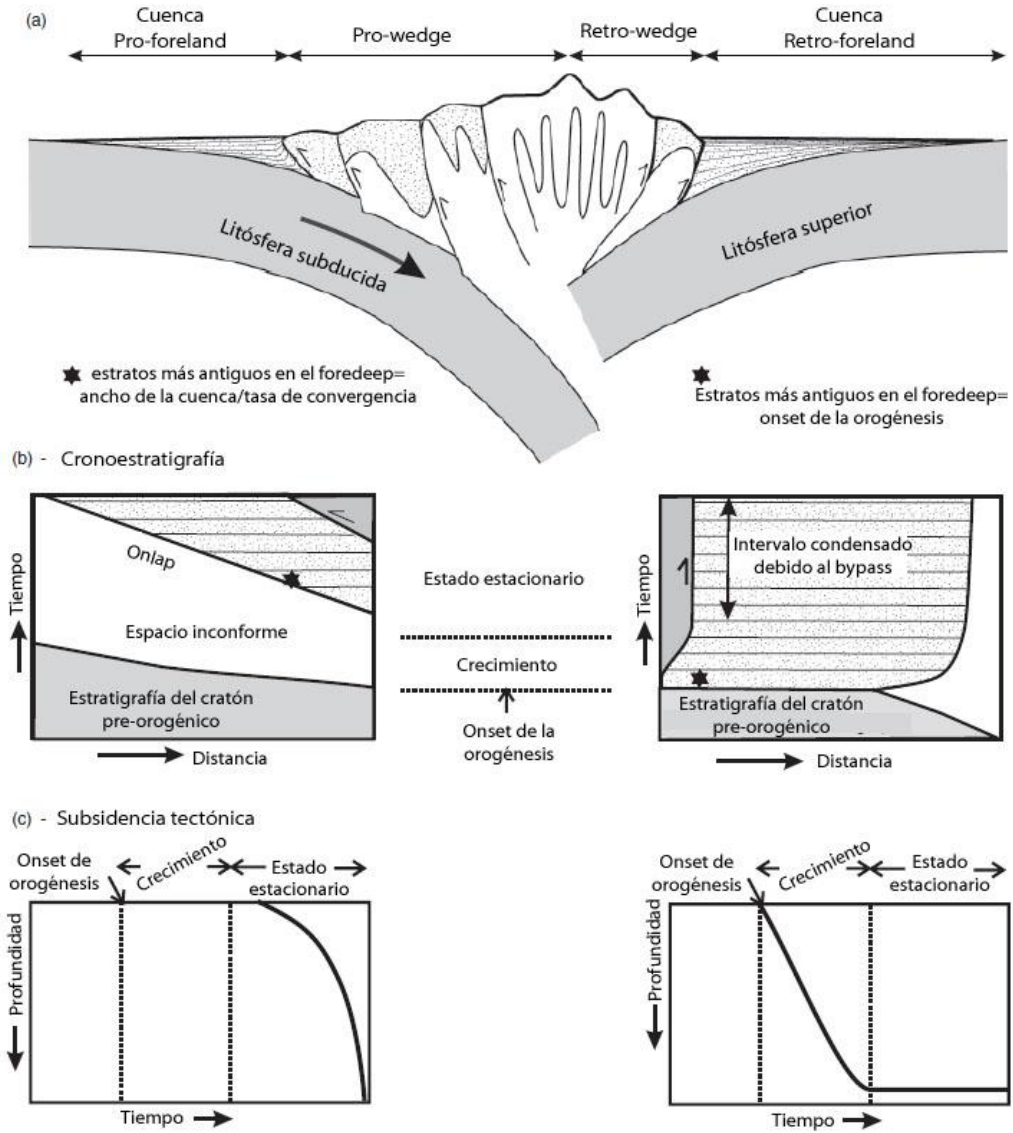 (a)
Cuenca
Pro-foreland
Pro-wedge
Retro-wedge
Cuenca
Retro-foreland
Litósfera subducida
Litósfera superior
estratos más antiguos en el foredeep=
ancho de la cuenca/tasa de convergencia
Estratos más antiguos en el foredeep=
onset de la orogénesis
(b) - Cronoestratigrafía
Tiempo
Onlap
Espacio inconforme
Estratigrafía del cratón
pre-orogénico
Distancia
Estado estacionario
Crecimiento
Onset de la
orogénesis
Tiempo
Intervalo condensado
debido al bypass
Estratigrafía del cratón
pre-orogénico
Distancia
(c) - Subsidencia tectónica
Onset de
orogénesis
Crecimiento
Estado
estacionario
Profundidad
Tiempo
Onset de
orogénesis
Crecimiento
Estado
estacionario
Profundidad
Tiempo